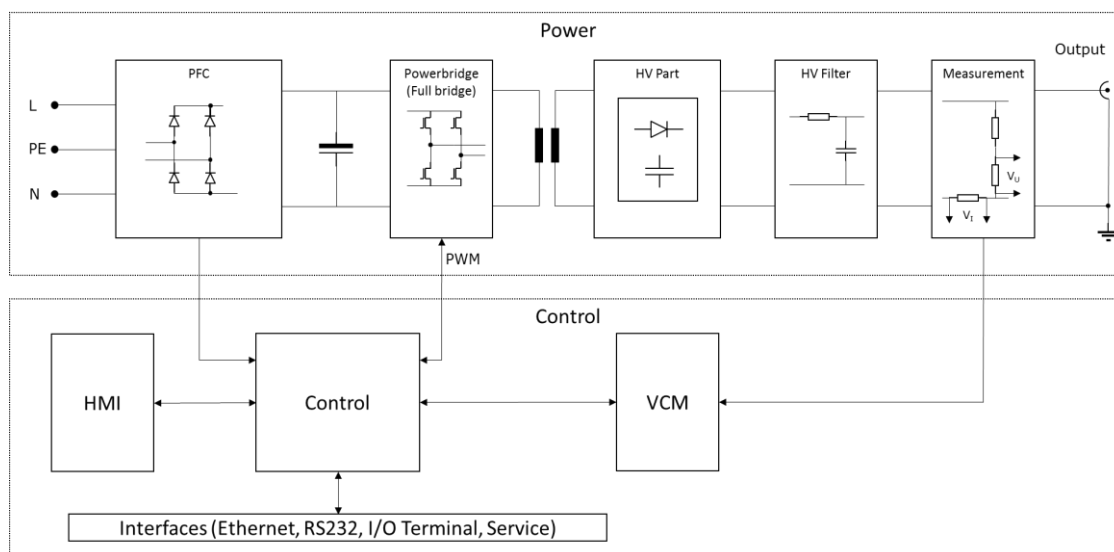 Power
Output
PFC
Powerbridge
(Full bridge)
HV Part
HV Filter
Measurement
L
PE
N
VU
VI
PWM
Control
HMI
Control
VCM
Interfaces (Ethernet, RS232, I/O Terminal, Service)